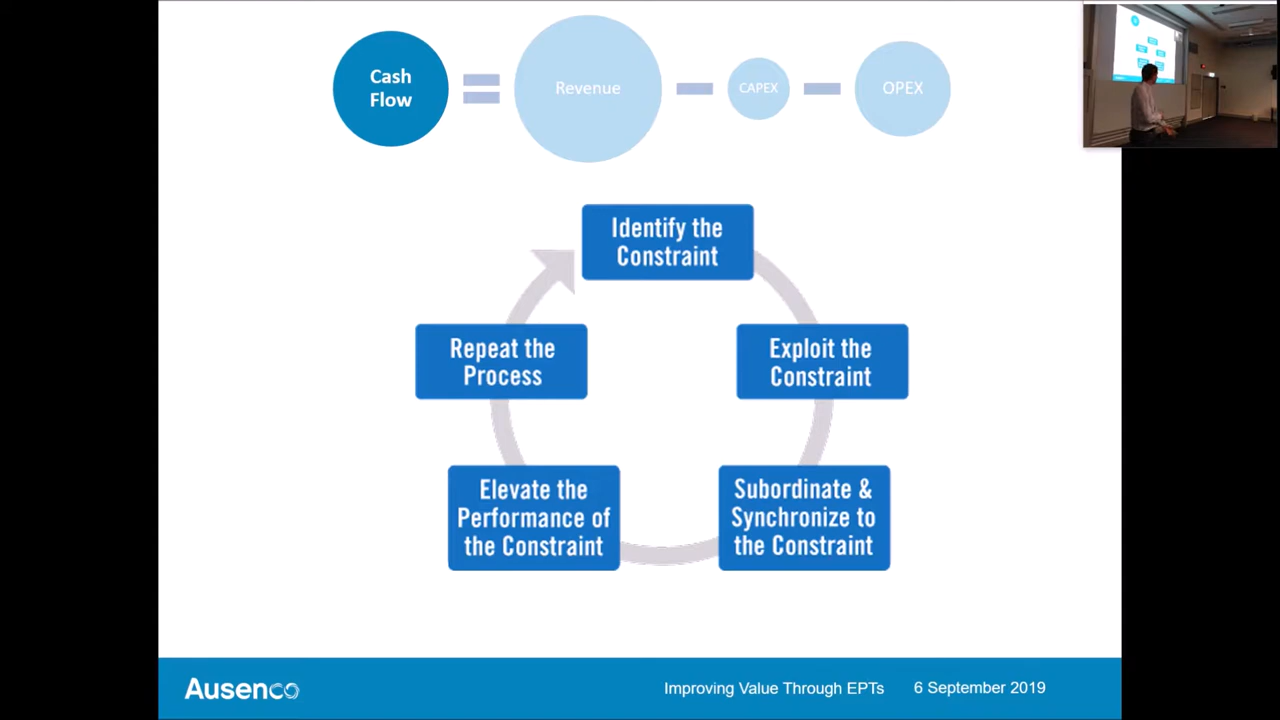 Cash
Flow
Revenue
CAPEX
OPEX
Identify the
Constraint
Repeat the
Process
Exploit the
Constraint
Elevate the
Performance of
the Constraint
Subordinate &
Synchronize to
the Constraint
Ausenco
Improving Value Through EPTs
6 September 2019